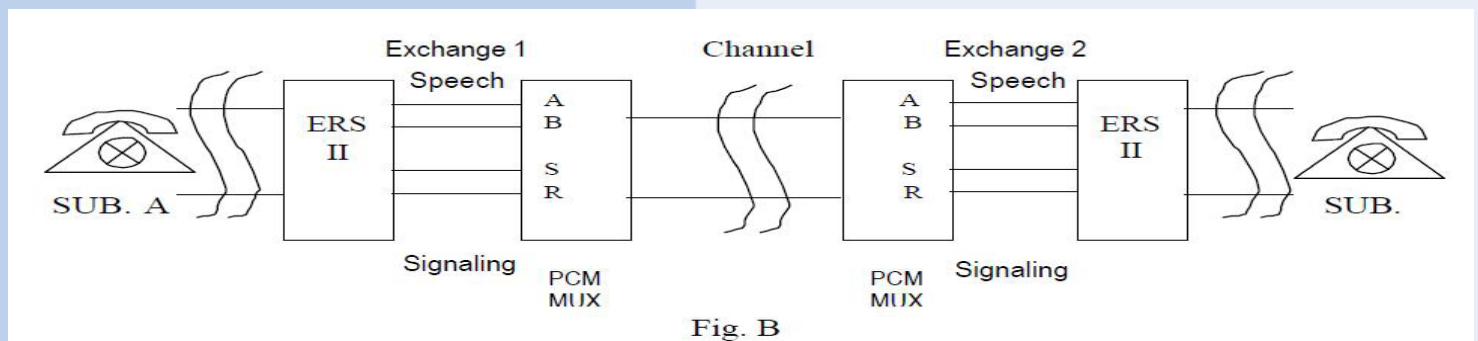 Exchange 1
Channel
Exchange 2
Speech
Speech
ERS
II
A
B
S
R
A
B
S
R
ERS
II
SUB. A
SUB.
Signaling
PCM
MUX
PCM
MUX
Signaling
Fig. B